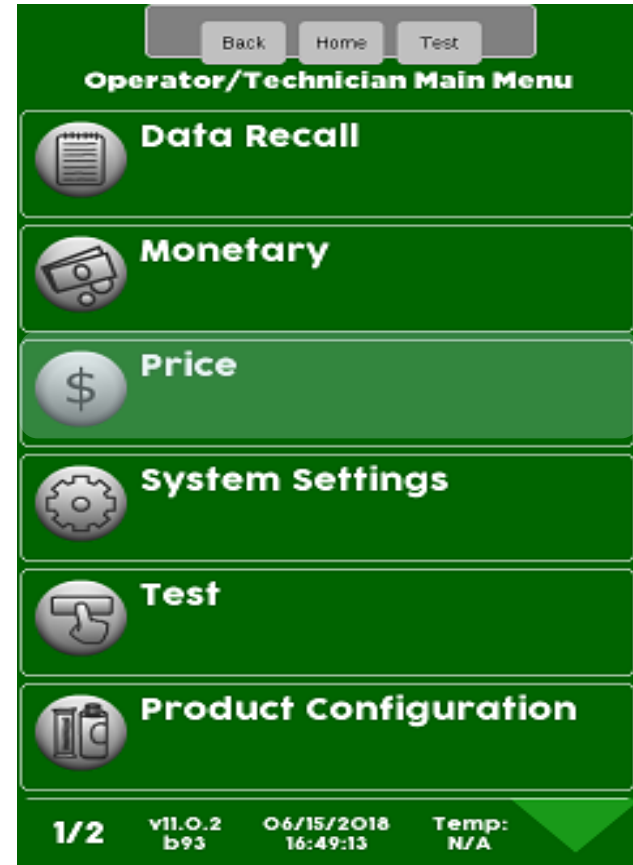 Back Home Test
Operator/Technician Main Menu
Data Recall
Monetary
$ Price
System Settings
Test
Product Configuration
1/2 v11.0.2 06/15/2018 Temp:
b93 16:49:13 N/A